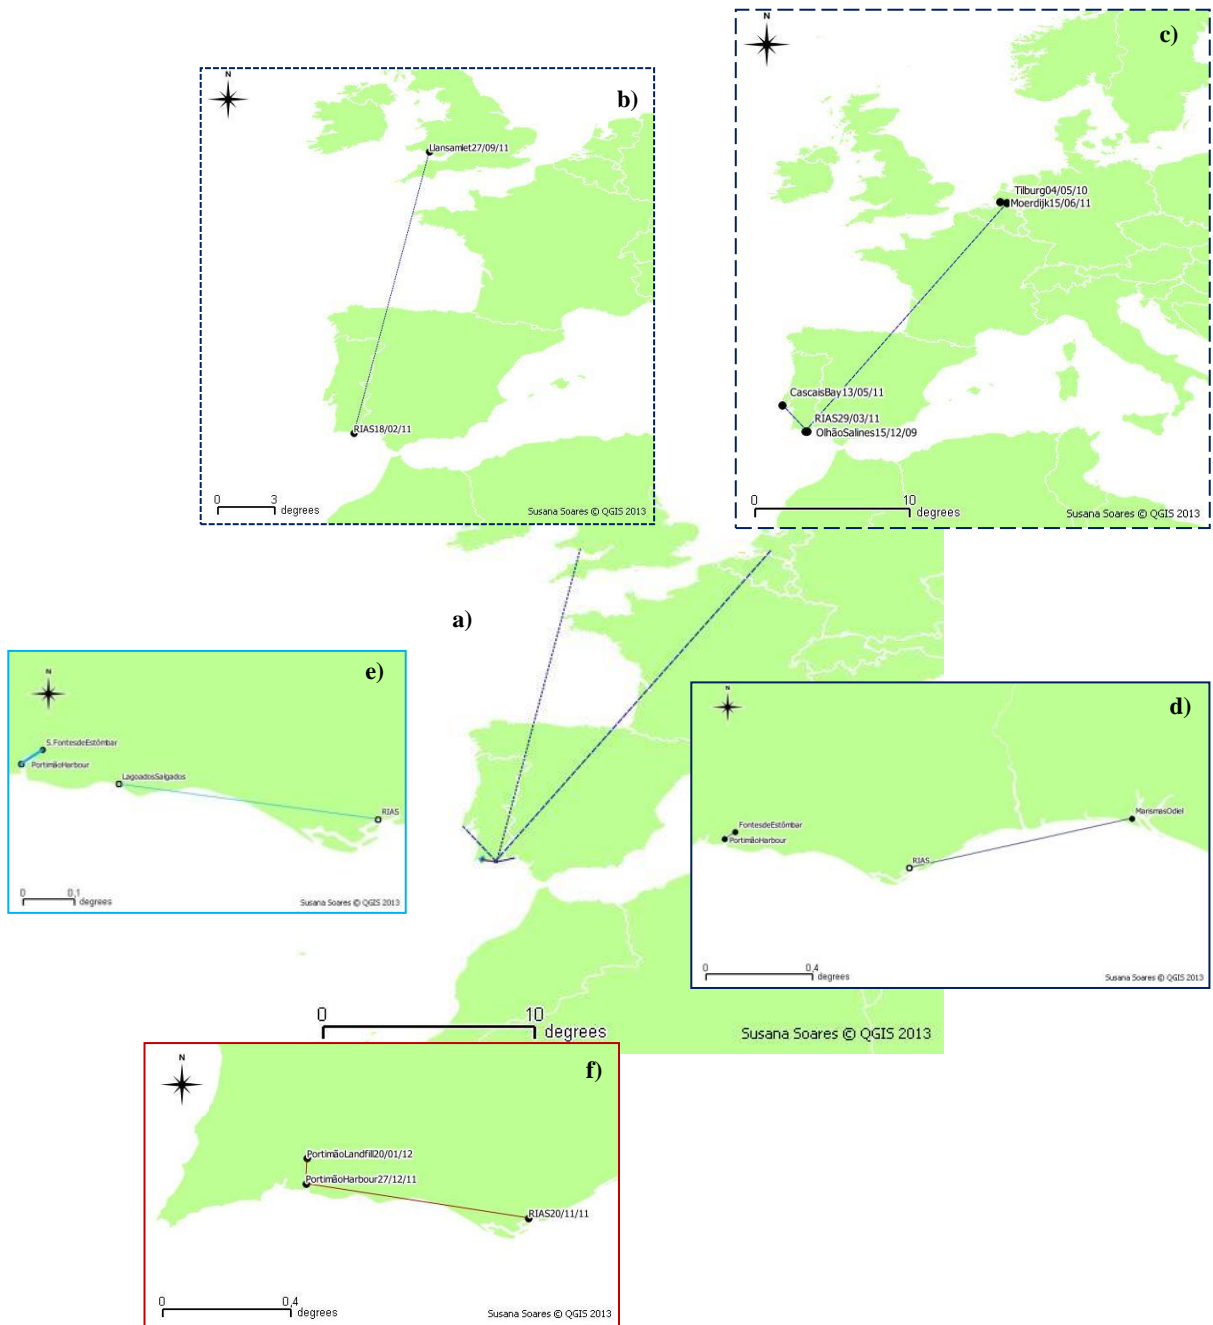 N
b)
Llansamlet27/09/11
RIAS18/02/11
0 3
degrees
Susana Soares © QGIS 2013
N
c)
Tilburg04/05/10
Moerdijk15/06/11
CascaisBay13/05/11
RIAS29/03/11
OlhãoSalines15/12/09
0 10
degrees
Susana Soares © QGIS 2013
a)
N
e)
S.FontesdeEstômbar
PortimãoHarbour
LagoadosSalgados
RIAS
0 0,1
degrees
Susana Soares © QGIS 2013
N
d)
FontesdeEstômbar
PortimãoHarbour
MarismasOdiel
RIAS
0 0,4
degrees
Susana Soares © QGIS 2013
0 10
degrees
Susana Soares © QGIS 2013
N
f)
PortimãoLandfill20/01/12
PortimãoHarbour27/12/11
RIAS20/11/11
0 0,4
degrees
Susana Soares © QGIS 2013